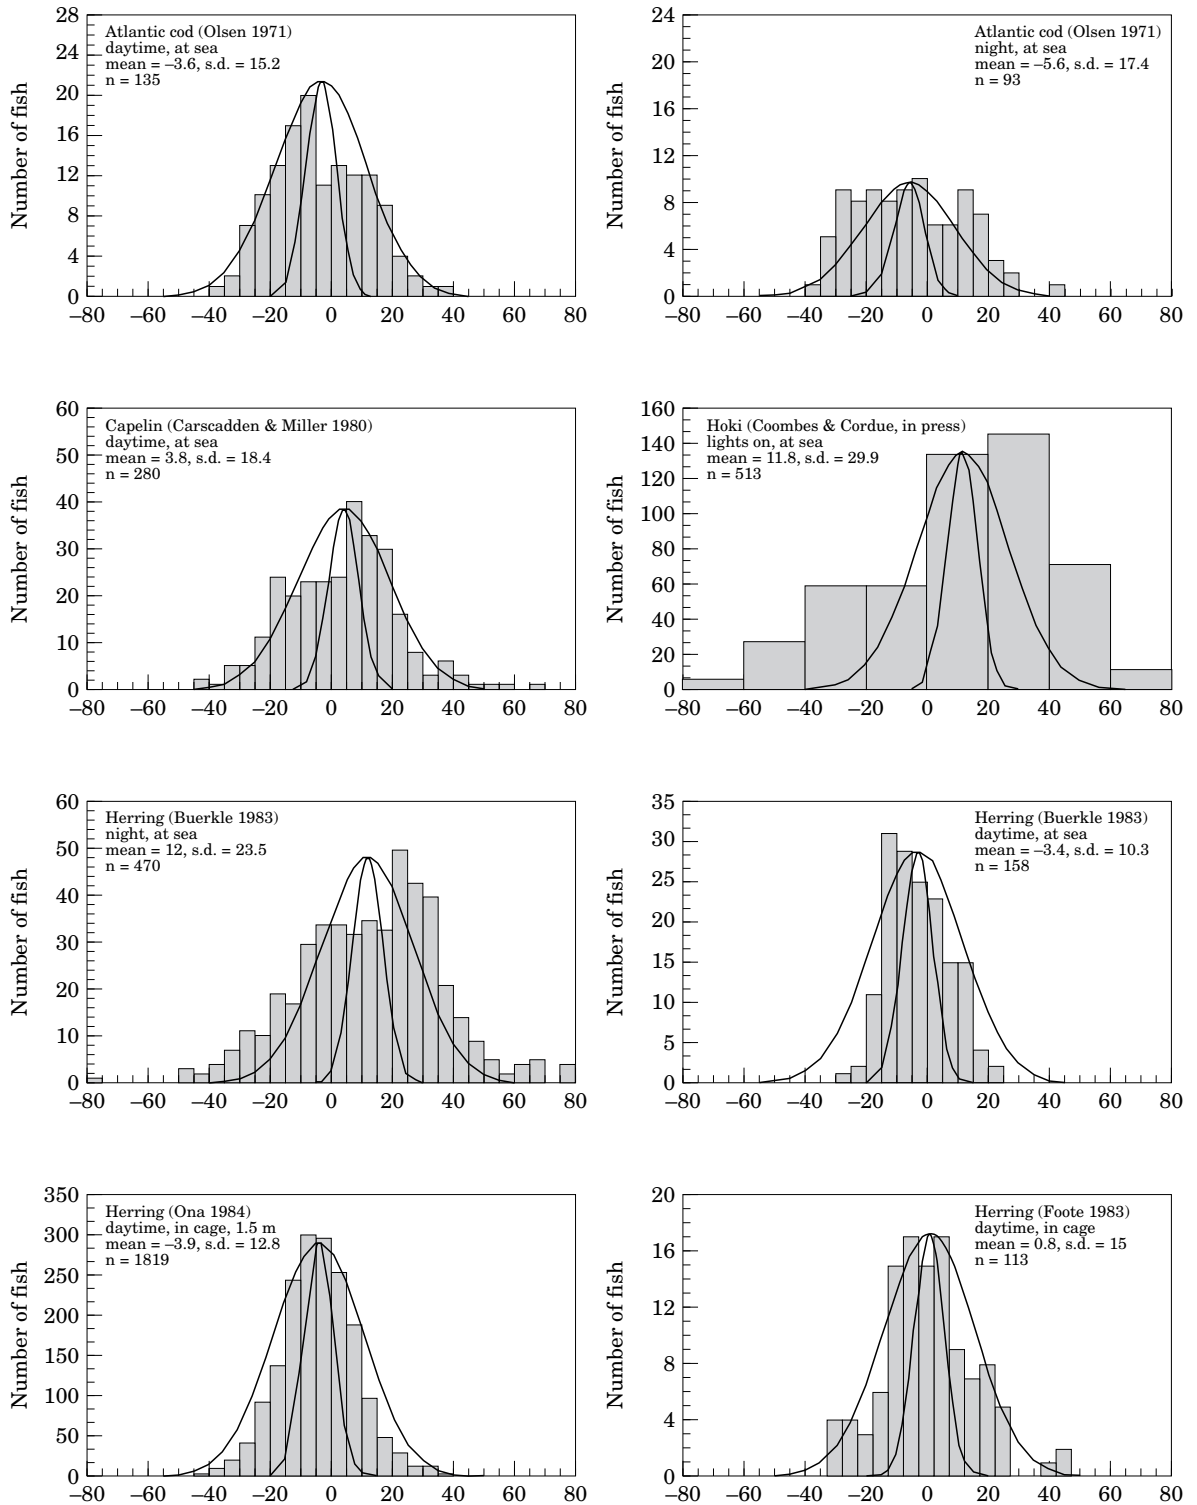 28
24
20
16
12
8
4
0
Number of fish
Atlantic cod (Olsen 1971)
daytime, at sea
mean = –3.6, s.d. = 15.2
n = 135
–80 –60 –40 –20 0 20 40 60 80
24
20
16
12
8
4
0
Number of fish
Atlantic cod (Olsen 1971)
night, at sea
mean = –5.6, s.d. = 17.4
n = 93
–80 –60 –40 –20 0 20 40 60 80
60
50
40
30
20
10
0
Number of fish
Capelin (Carscadden & Miller 1980)
daytime, at sea
mean = 3.8, s.d. = 18.4
n = 280
–80 –60 –40 –20 0 20 40 60 80
160
140
120
100
80
60
40
20
0
Number of fish
Hoki (Coombes & Cordue, in press)
lights on, at sea
mean = 11.8, s.d. = 29.9
n = 513
–80 –60 –40 –20 0 20 40 60 80
60
50
40
30
20
10
0
Number of fish
Herring (Buerkle 1983)
night, at sea
mean = 12, s.d. = 23.5
n = 470
–80 –60 –40 –20 0 20 40 60 80
35
30
25
20
15
10
5
0
Number of fish
Herring (Buerkle 1983)
daytime, at sea
mean = –3.4, s.d. = 10.3
n = 158
–80 –60 –40 –20 0 20 40 60 80
350
300
250
200
150
100
50
0
Number of fish
Herring (Ona 1984)
daytime, in cage, 1.5 m
mean = –3.9, s.d. = 12.8
n = 1819
–80 –60 –40 –20 0 20 40 60 80
20
16
12
8
4
0
Number of fish
Herring (Foote 1983)
daytime, in cage
mean = 0.8, s.d. = 15
n = 113
–80 –60 –40 –20 0 20 40 60 80